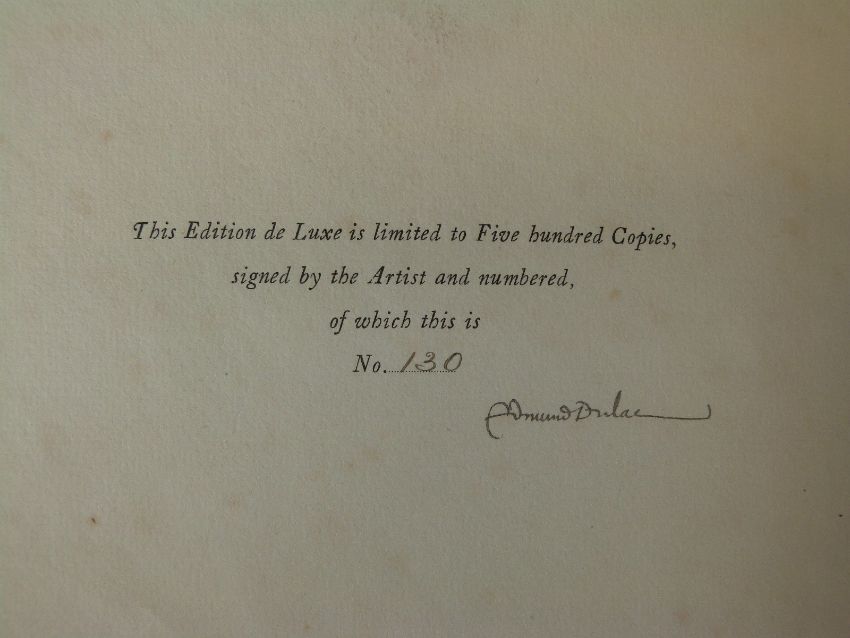 This Edition de Luxe is limited to Five hundred Copies,
signed by the Artist and numbered,
of which this is
No. 130
Edmund Dulac